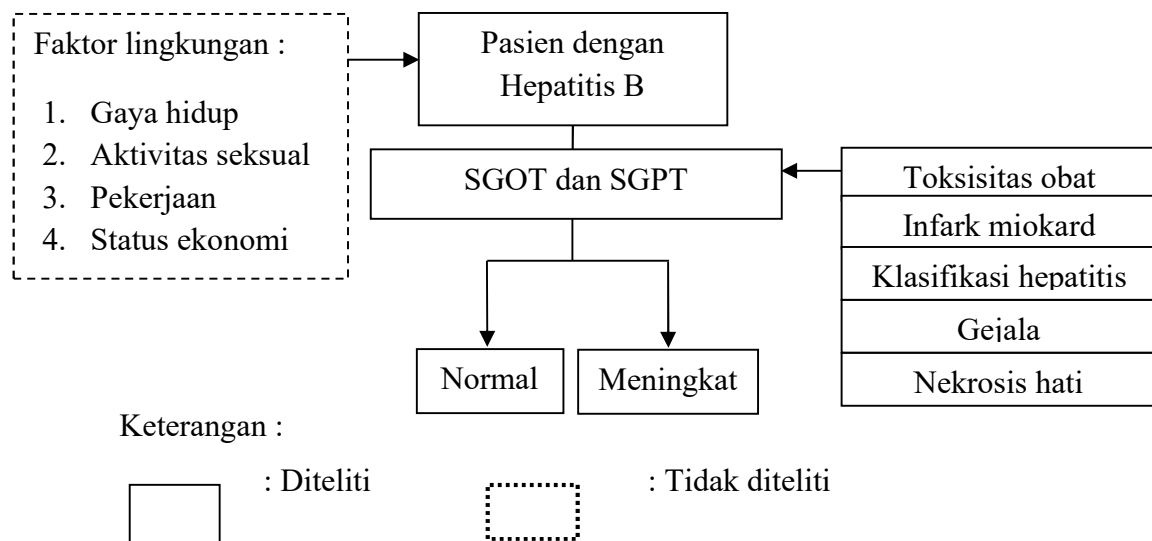 Faktor lingkungan :
1. Gaya hidup
2. Aktivitas seksual
3. Pekerjaan
4. Status ekonomi
Pasien dengan
Hepatitis B
SGOT dan SGPT
Toksisitas obat
Infark miokard
Klasifikasi hepatitis
Gejala
Nekrosis hati
Normal
Meningkat
Keterangan :
: Diteliti
: Tidak diteliti